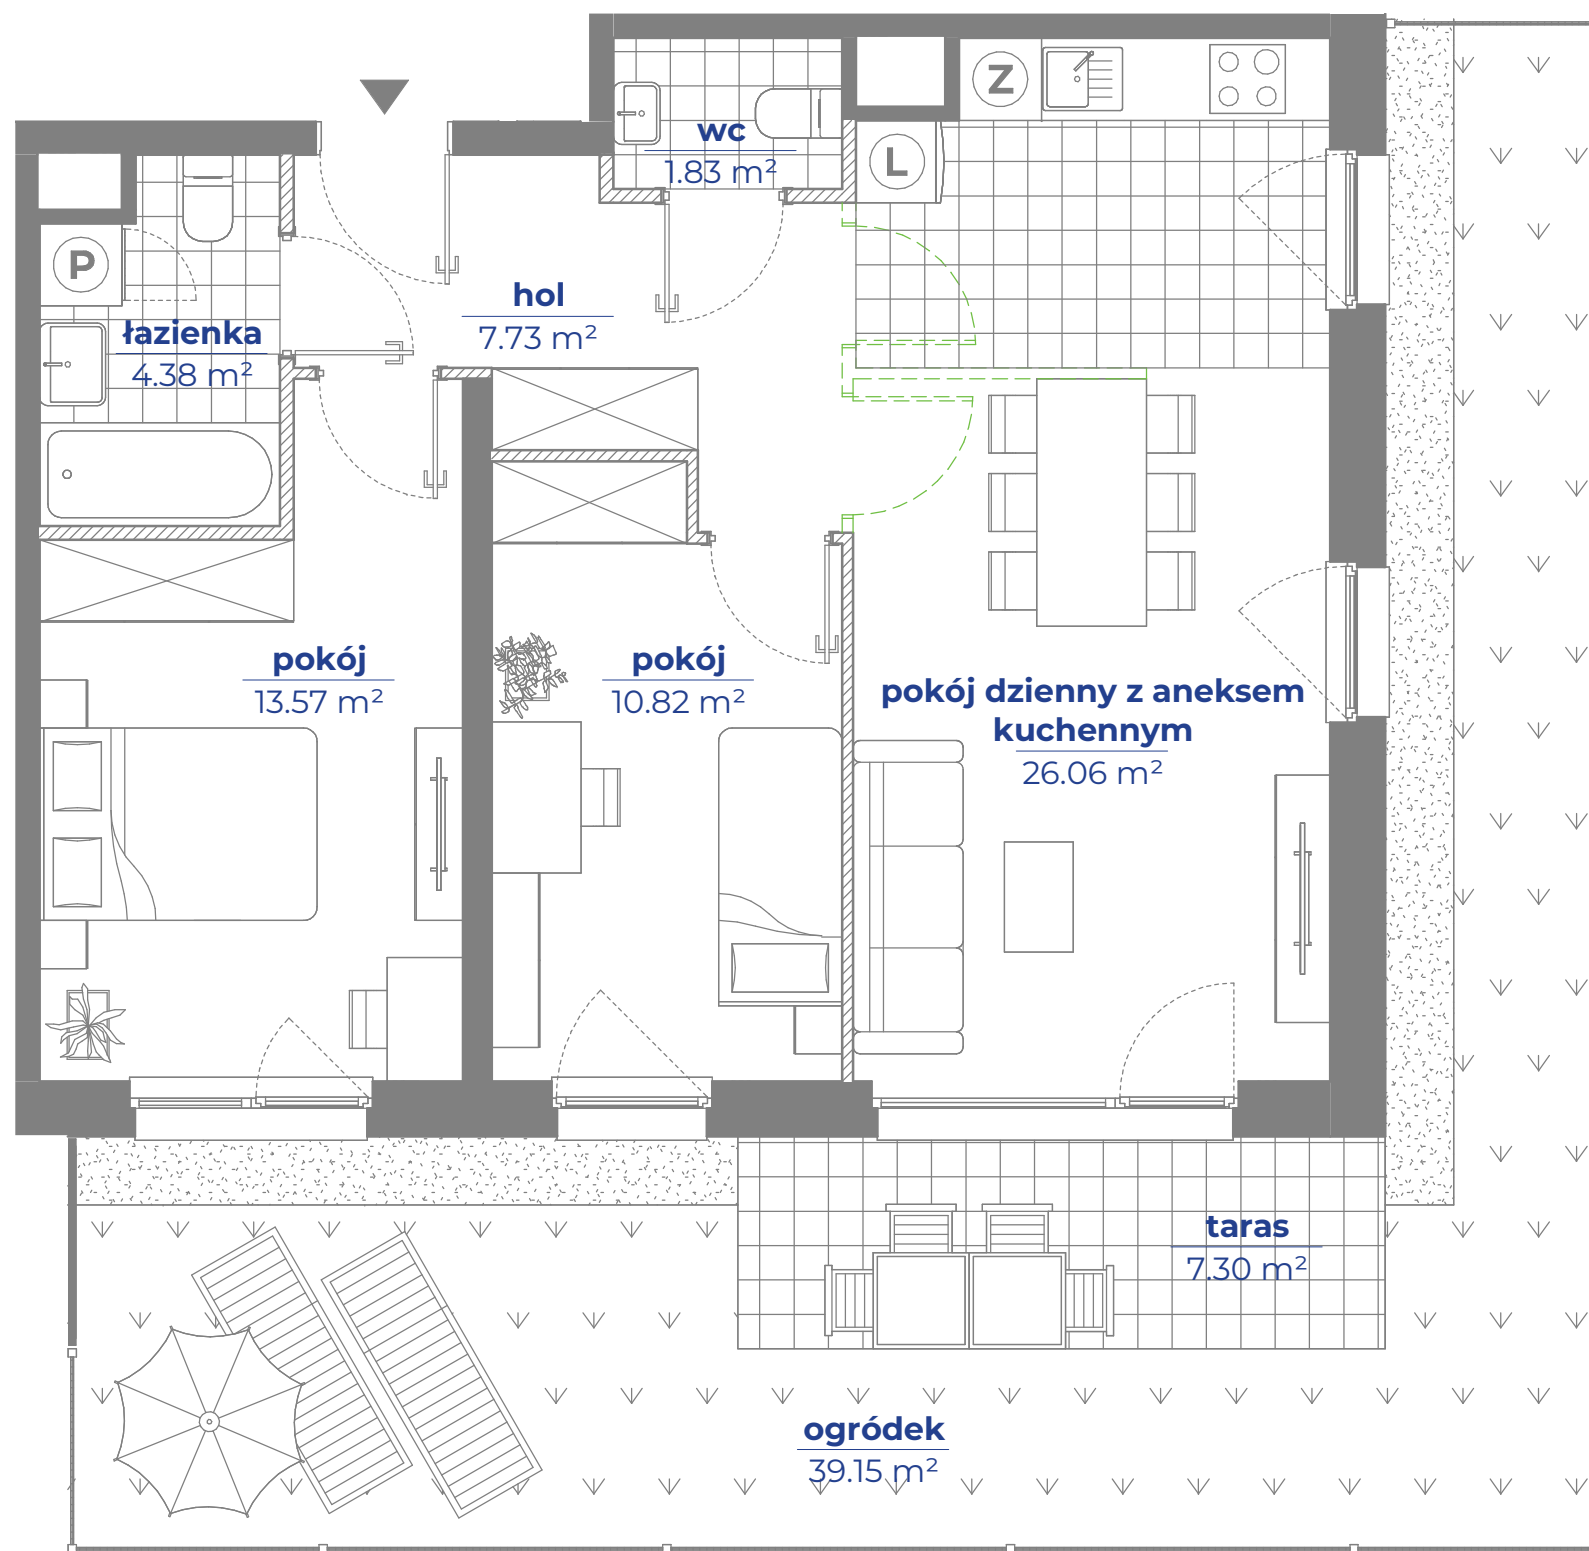 Z
wc
1.83 m²
L
P
hol
7.73 m²
łazienka
4.38 m²
pokój
13.57 m²
pokój
10.82 m²
pokój dzienny z aneksem
kuchennym
26.06 m²
taras
7.30 m²
ogródek
39.15 m²